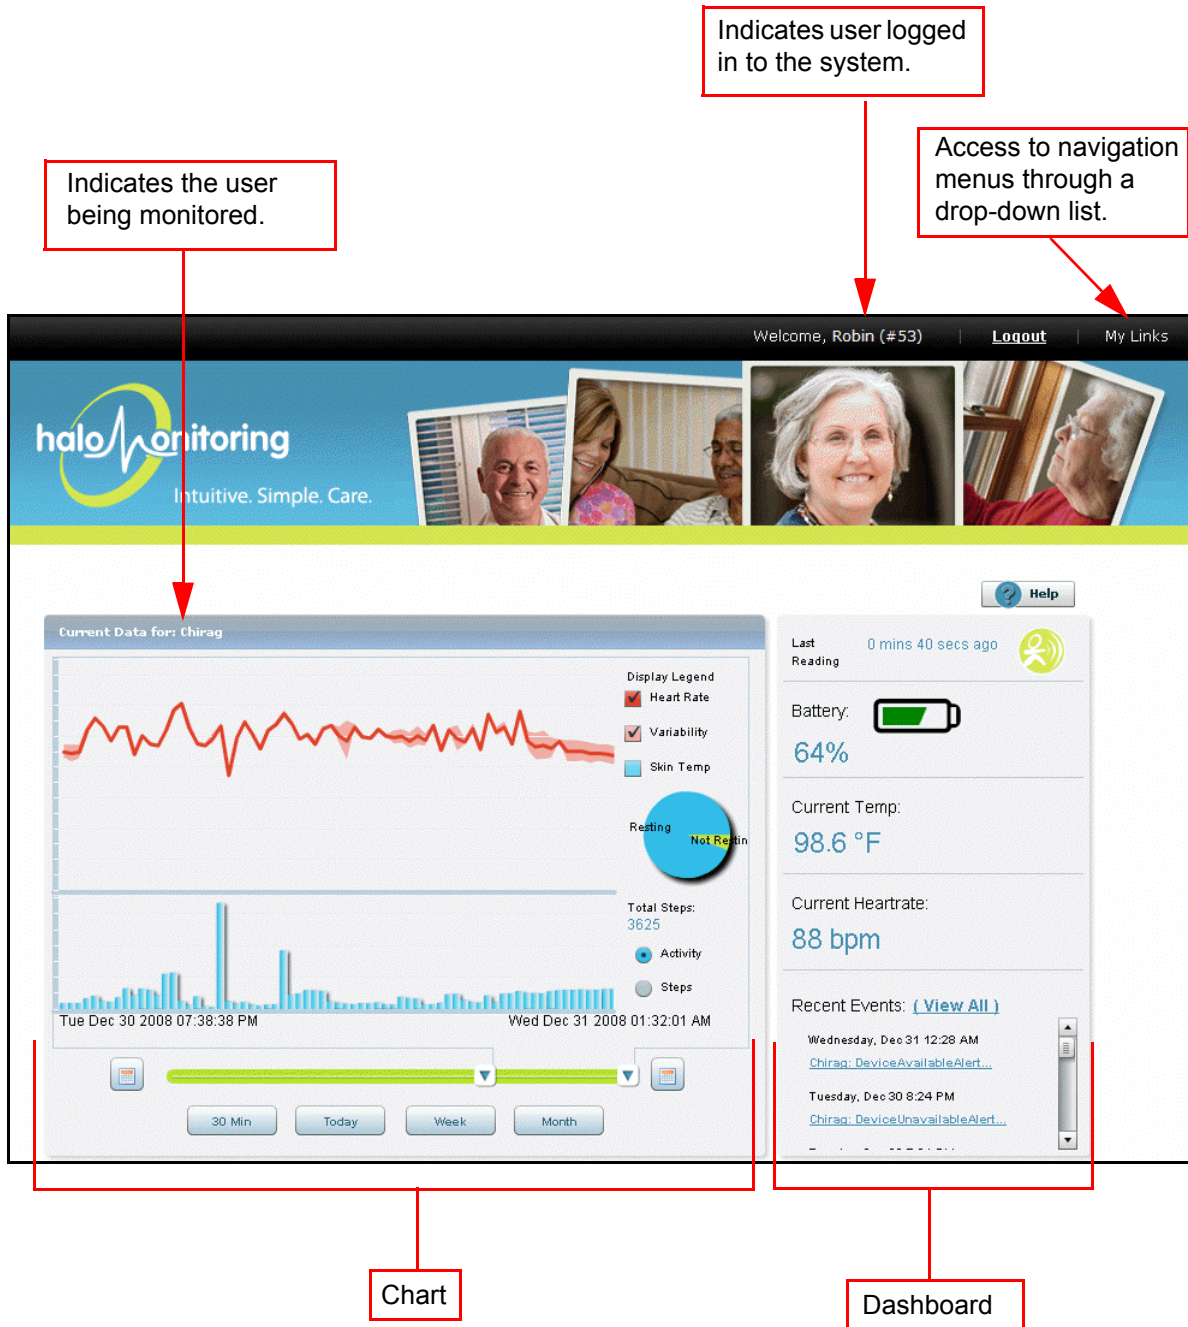 Indicates user logged
in to the system.
Access to navigation
menus through a
drop-down list.
Indicates the user
being monitored.
Welcome, Robin (#53) | Logout | My Links
halo monitoring
Intuitive. Simple. Care.
? Help
Current Data for: Chirag
Display Legend
Heart Rate
Variability
Skin Temp
Resting
Not Restin
Total Steps:
3625
Activity
Steps
Tue Dec 30 2008 07:38:38 PM
Wed Dec 31 2008 01:32:01 AM
30 Min
Today
Week
Month
Last
Reading
0 mins 40 secs ago
Battery:
64%
Current Temp:
98.6 °F
Current Heartrate:
88 bpm
Recent Events: ( View All )
Wednesday, Dec 31 12:28 AM
Chirag: DeviceAvailableAlert...
Tuesday, Dec 30 8:24 PM
Chirag: DeviceUnavailableAlert...
Chart
Dashboard